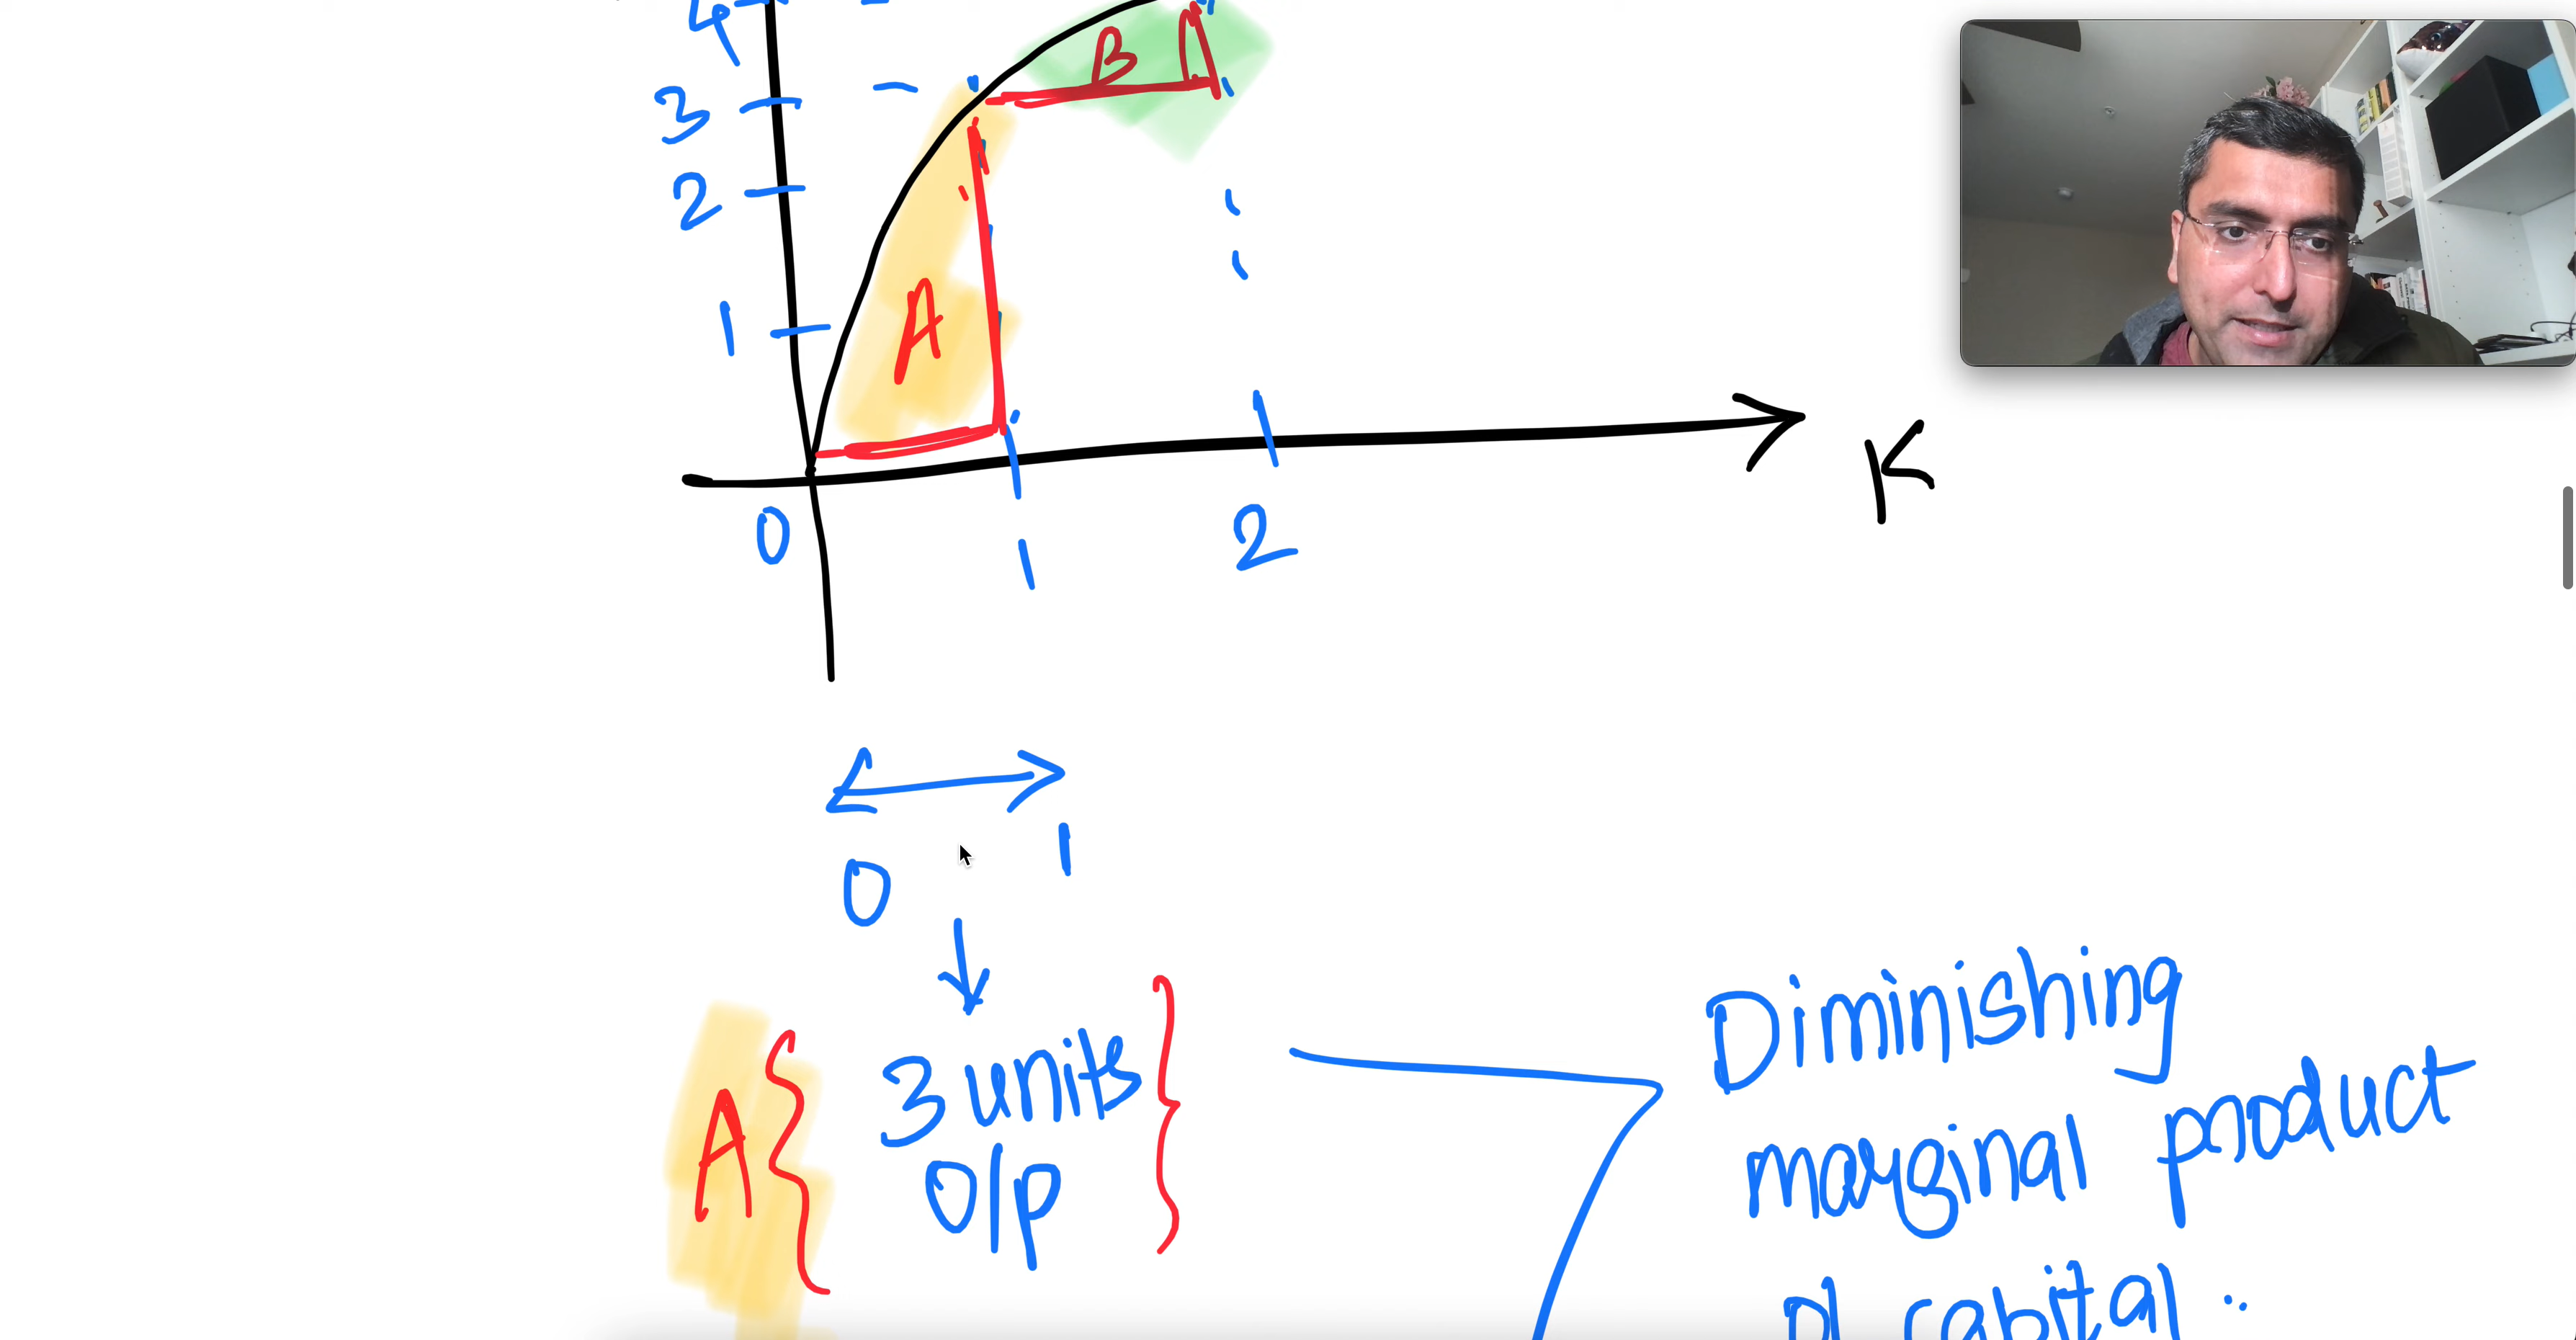 4
3
2
1
B
A
K
0
1
2
0
1
A
3 units
O/p
Diminishing
marginal product
of capital